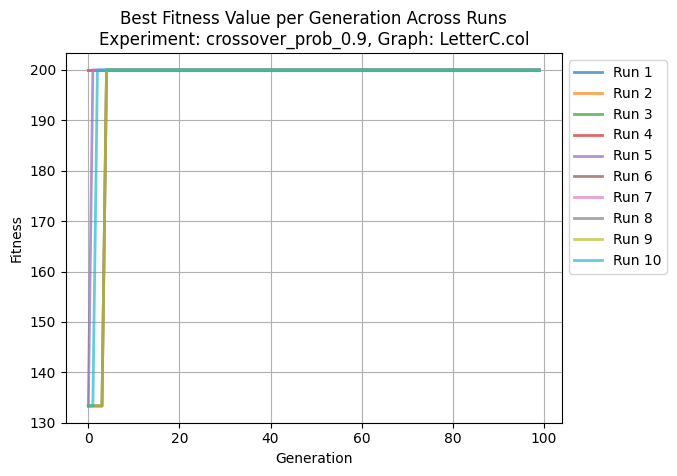 Best Fitness Value per Generation Across Runs
Experiment: crossover_prob_0.9, Graph: LetterC.col
Fitness
200
190
180
170
160
150
140
130
0
20
40
60
80
100
Generation
Run 1
Run 2
Run 3
Run 4
Run 5
Run 6
Run 7
Run 8
Run 9
Run 10